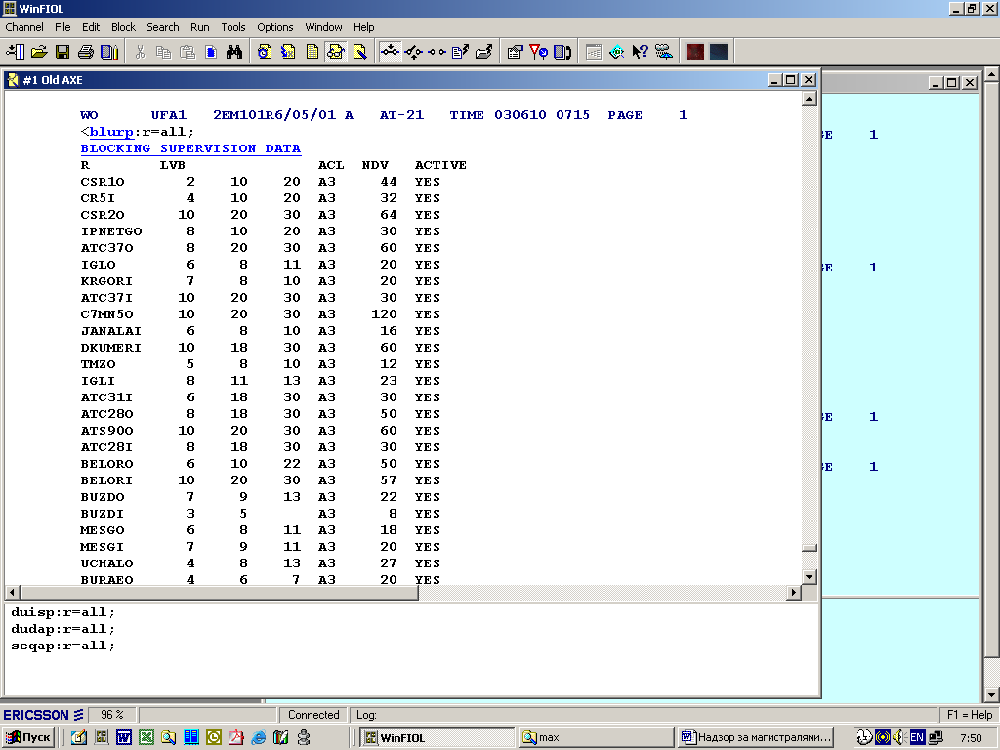 WinFIOL
Channel File Edit Block Search Run Tools Options Window Help
#1 Old AXE
WO UFA1 2EM101R6/05/01 A AT-21 TIME 030610 0715 PAGE 1
<blurp:r=all;
BLOCKING SUPERVISION DATA
R LVB ACL NDV ACTIVE
CSR1O 2 10 20 A3 44 YES
CR5I 4 10 20 A3 32 YES
CSR2O 10 20 30 A3 64 YES
IPNETGO 8 10 20 A3 30 YES
ATC37O 8 20 30 A3 60 YES
IGLO 6 8 11 A3 20 YES
KRGORI 7 8 10 A3 20 YES
ATC37I 10 20 30 A3 30 YES
C7MN5O 10 20 30 A3 120 YES
JANALAI 6 8 10 A3 16 YES
DKUMERI 10 18 30 A3 60 YES
TMZO 5 8 10 A3 12 YES
IGLI 8 11 13 A3 23 YES
ATC31I 6 18 30 A3 30 YES
ATC28O 8 18 30 A3 50 YES
ATS90O 10 20 30 A3 60 YES
ATC28I 8 18 30 A3 30 YES
BELORO 6 10 22 A3 50 YES
BELORI 10 20 30 A3 57 YES
BUZDO 7 9 13 A3 22 YES
BUZDI 3 5 A3 8 YES
MESGO 6 8 11 A3 18 YES
MESGI 7 9 11 A3 20 YES
UCHALO 4 8 13 A3 27 YES
BURAEO 4 6 7 A3 20 YES
GE 1
GE 1
GE 1
GE 1
duisp:r=all;
dudap:r=all;
seqap:r=all;
ERICSSON 96 % Connected Log: F1 = Help
Пуск WinFIOL max Надзор за магистралями... EN 7:50